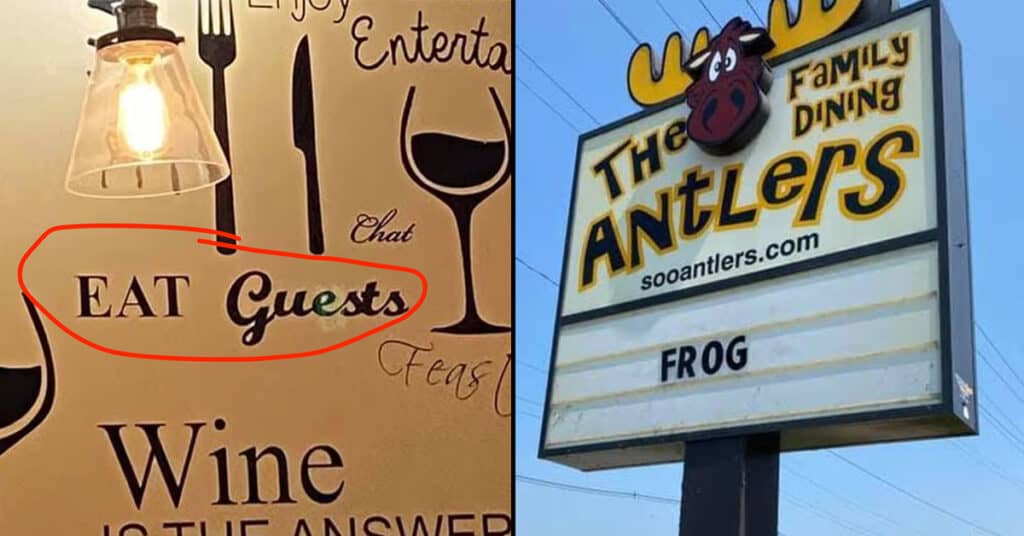 Enjoy
Enterta
Chat
EAT Guests
Feast
Wine
IS THE ANSWER
THE
ANTLERS
FAMILY
DINING
sooantlers.com
FROG